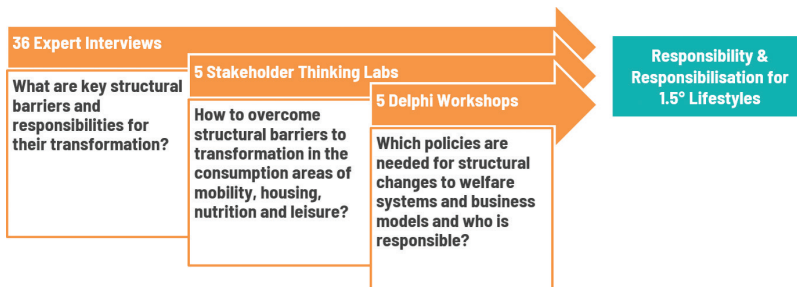 36 Expert Interviews
What are key structural
barriers and
responsibilities for
their transformation?
5 Stakeholder Thinking Labs
How to overcome
structural barriers to
transformation in the
consumption areas of
mobility, housing,
nutrition and leisure?
5 Delphi Workshops
Which policies are
needed for structural
changes to welfare
systems and business
models and who is
responsible?
Responsibility &
Responsibilisation for
1.5° Lifestyles